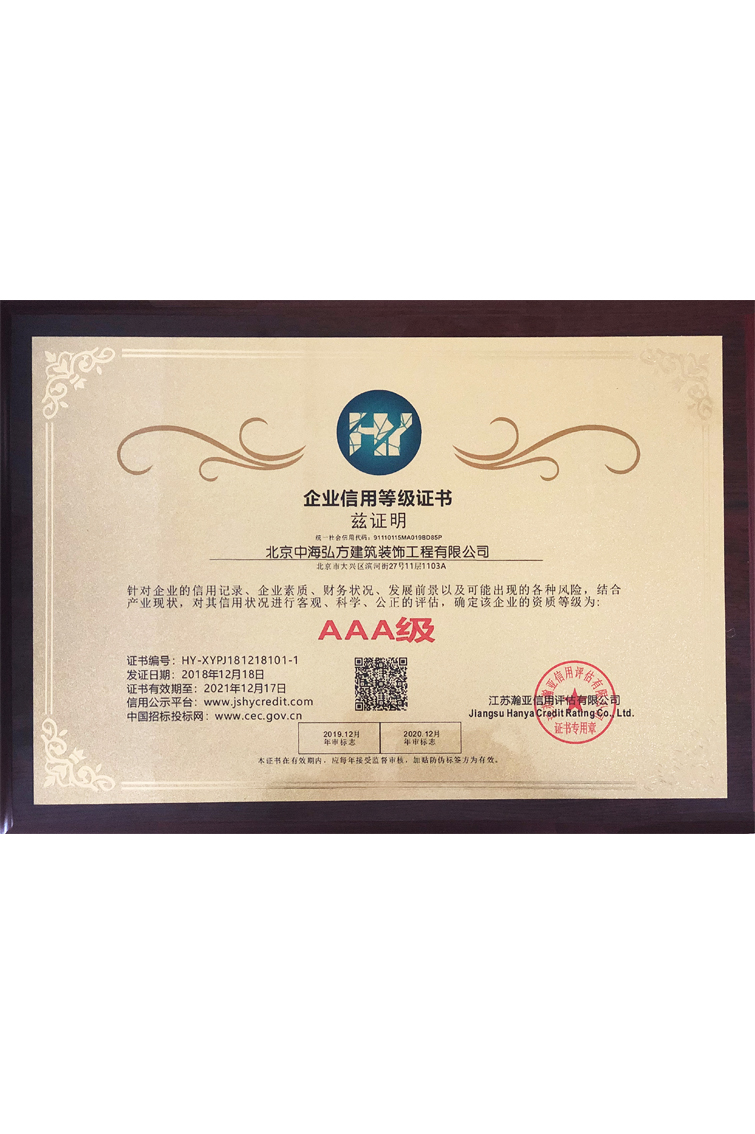 HY
企业信用等级证书
兹证明
统一社会信用代码：91110115MA019BD85P
北京中海弘方建筑装饰工程有限公司
北京市大兴区滨河街27号11层1103A
针对企业的信用记录、企业素质、财务状况、发展前景以及可能出现的各种风险，结合
产业现状，对其信用状况进行客观、科学、公正的评估，确定该企业的资质等级为：
AAA级
证书编号：HY-XYPJ181218101-1
发证日期：2018年12月18日
证书有效期至：2021年12月17日
信用公示平台：www.jshycredit.com
中国招标投标网：www.cec.gov.cn
江苏瀚亚信用评估有限公司
Jiangsu Hanya Credit Rating Co., Ltd.
江苏瀚亚信用评估有限公司
证书专用章
2019.12月
年审标志
2020.12月
年审标志
本证书在有效期内，应每年接受监督审核，加贴防伪标签方为有效。